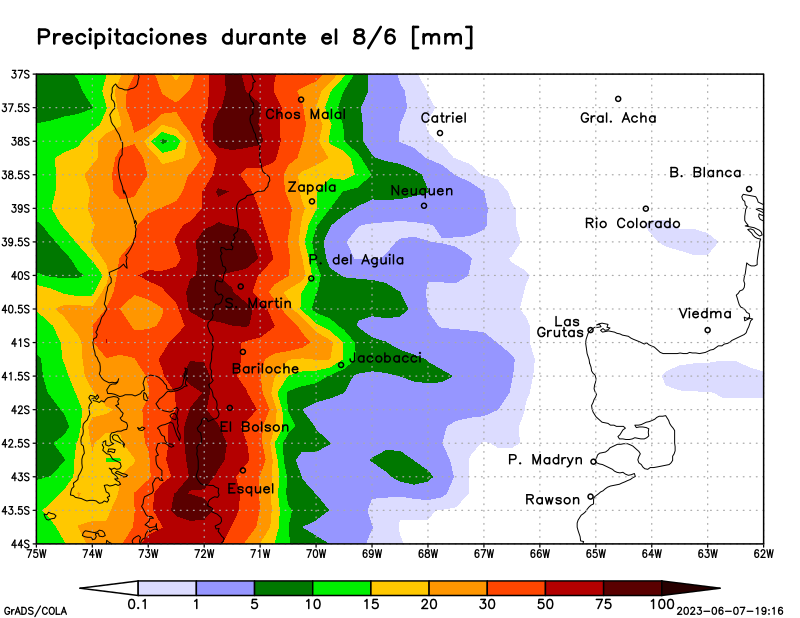 Precipitaciones durante el 8/6 [mm]
37S
37.5S
38S
38.5S
39S
39.5S
40S
40.5S
41S
41.5S
42S
42.5S
43S
43.5S
44S
Chos Malal
Catriel
Gral. Acha
B. Blanca
Zapala
Neuquen
Rio Colorado
P. del Aguila
S. Martin
Las
Grutas
Viedma
Bariloche
Jacobacci
El Bolson
P. Madryn
Esquel
Rawson
75W 74W 73W 72W 71W 70W 69W 68W 67W 66W 65W 64W 63W 62W
0.1 1 5 10 15 20 30 50 75 100
GrADS/COLA
2023-06-07-19:16